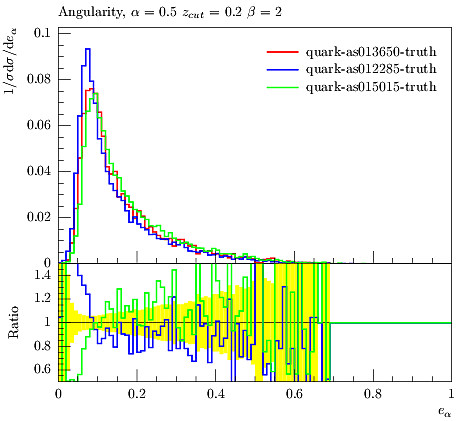 Angularity, α = 0.5 z_cut = 0.2 β = 2
1/σ dσ/de_α
0.1
0.08
0.06
0.04
0.02
0
quark-as013650-truth
quark-as012285-truth
quark-as015015-truth
Ratio
1.4
1.2
1
0.8
0.6
0 0.2 0.4 0.6 0.8 1
e_α